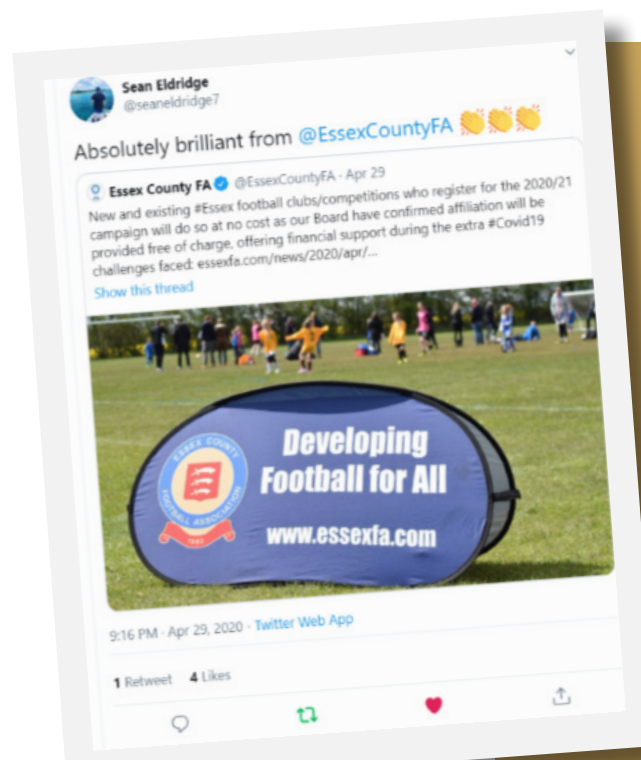 Sean Eldridge
@seaneldridge7
Absolutely brilliant from @EssexCountyFA 👏👏👏
Essex County FA @EssexCountyFA · Apr 29
New and existing #Essex football clubs/competitions who register for the 2020/21
campaign will do so at no cost as our Board have confirmed affiliation will be
provided free of charge, offering financial support during the extra #Covid19
challenges faced: essexfa.com/news/2020/apr/...
Show this thread
ESSEX COUNTY
FOOTBALL ASSOCIATION
1882
Developing
Football for All
www.essexfa.com
9:16 PM · Apr 29, 2020 · Twitter Web App
1 Retweet 4 Likes